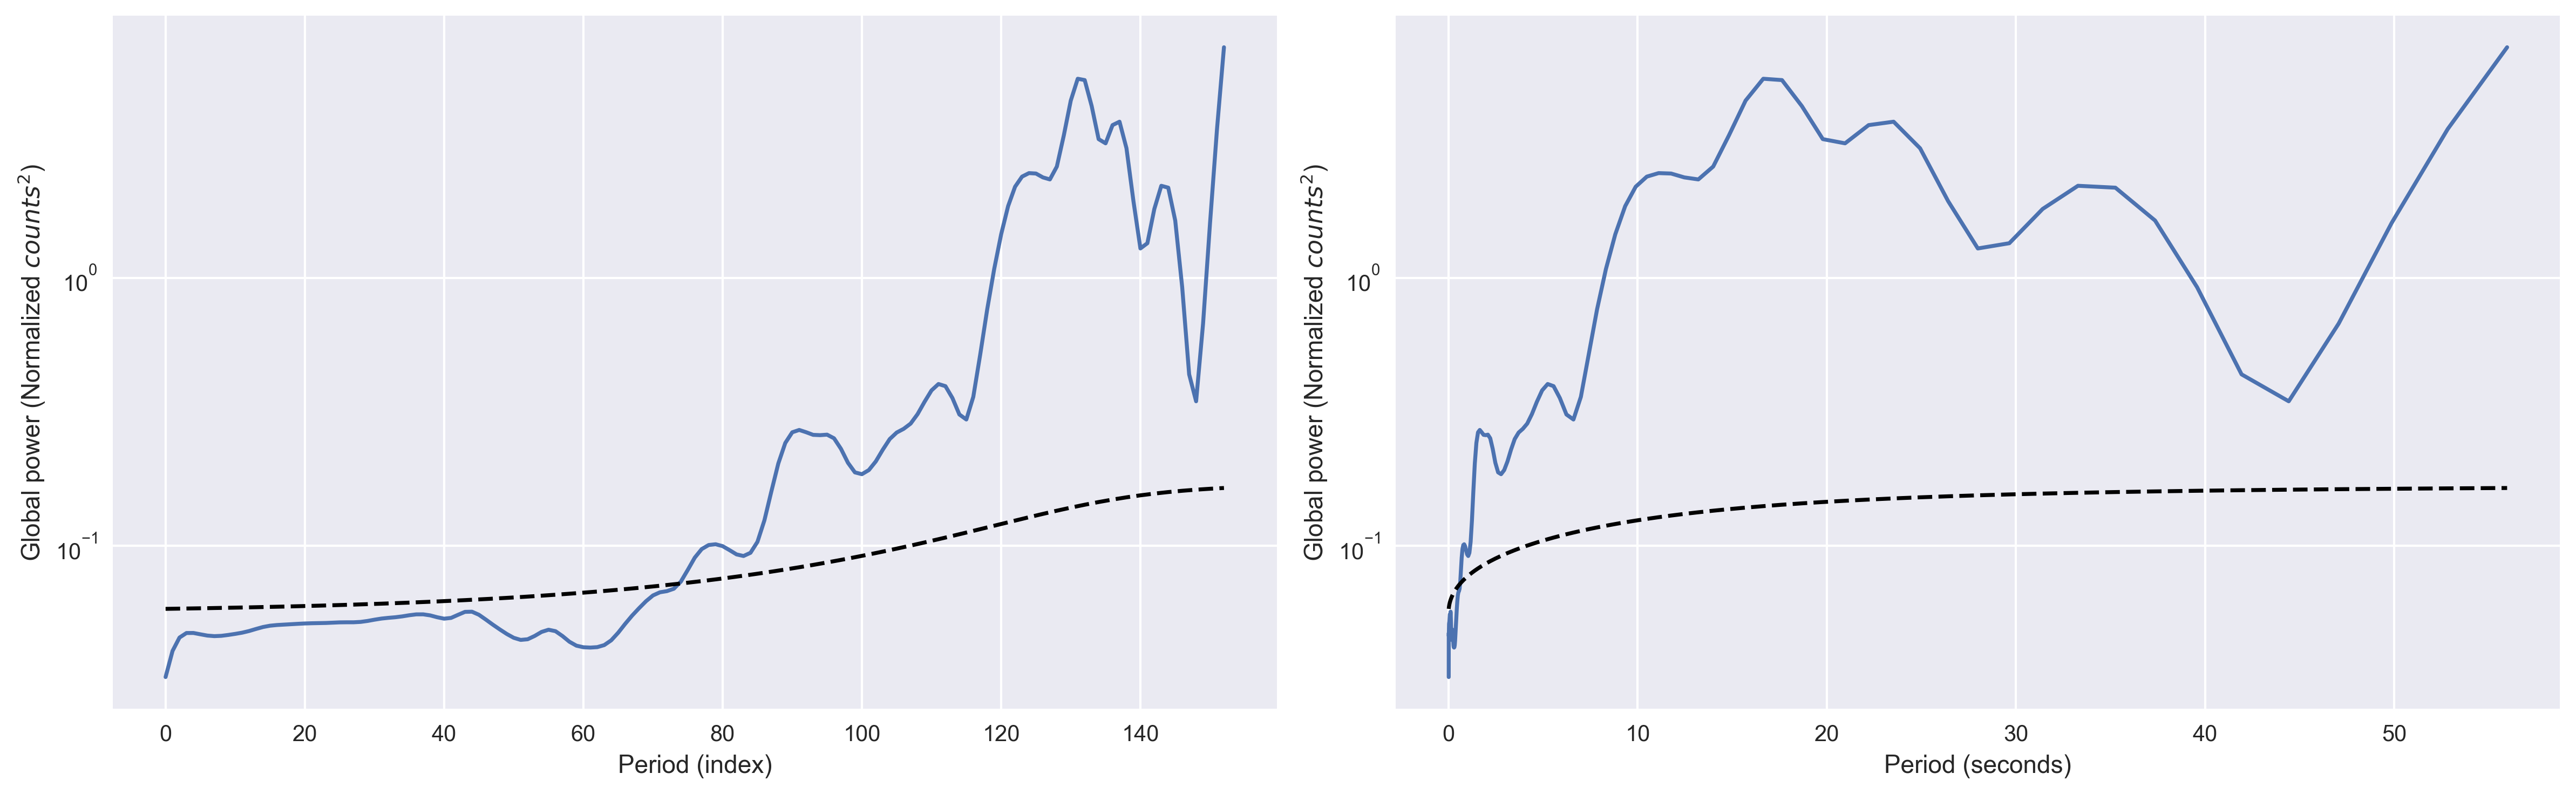 Global power (Normalized counts²)
10⁰
10⁻¹
0 20 40 60 80 100 120 140
Period (index)
Global power (Normalized counts²)
10⁰
10⁻¹
0 10 20 30 40 50
Period (seconds)